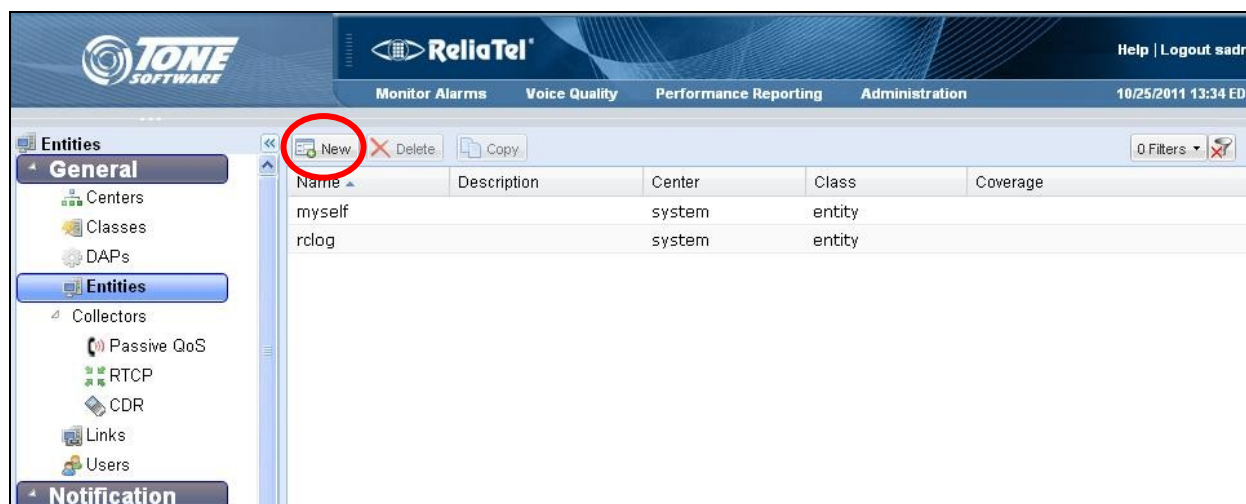 TONE
SOFTWARE
ReliaTel
Help | Logout sadr
Monitor Alarms Voice Quality Performance Reporting Administration
10/25/2011 13:34 ED
Entities
General
Centers
Classes
DAPs
Entities
Collectors
Passive QoS
RTCP
CDR
Links
Users
Notification
New Delete Copy
0 Filters
Name Description Center Class Coverage
myself system entity
rclog system entity